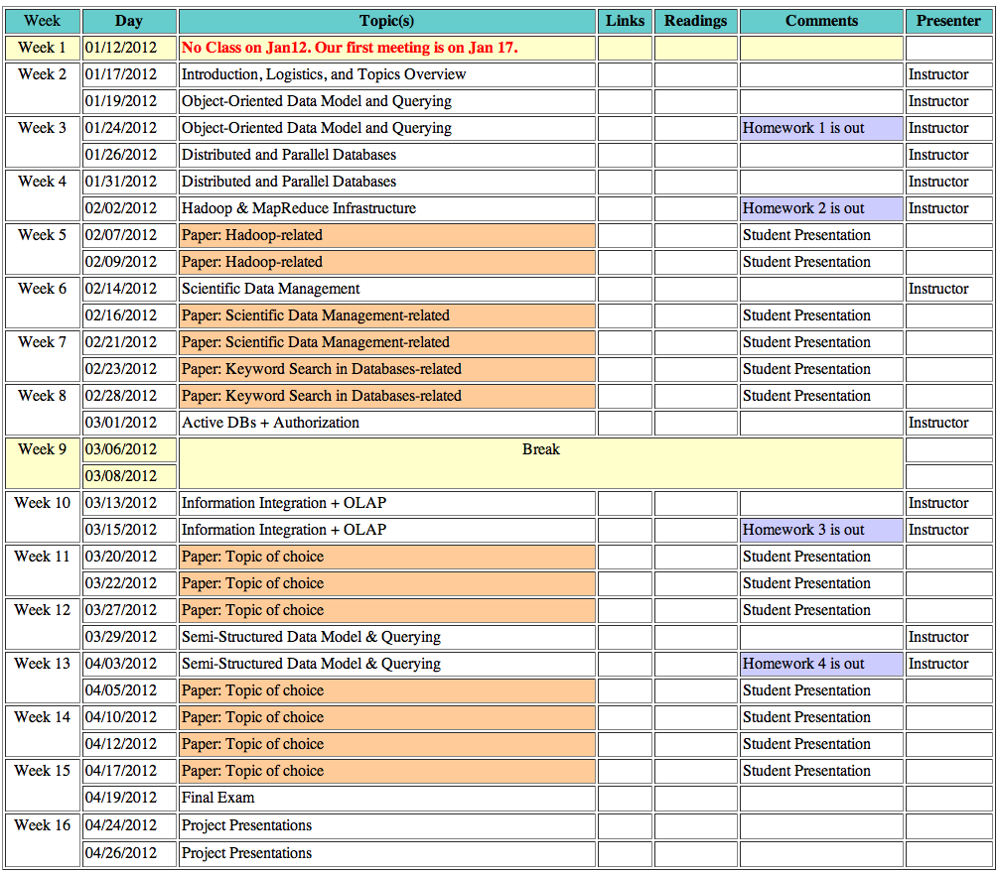 Week Day Topic(s) Links Readings Comments Presenter
Week 1 01/12/2012 No Class on Jan12. Our first meeting is on Jan 17.
Week 2 01/17/2012 Introduction, Logistics, and Topics Overview Instructor
01/19/2012 Object-Oriented Data Model and Querying Instructor
Week 3 01/24/2012 Object-Oriented Data Model and Querying Homework 1 is out Instructor
01/26/2012 Distributed and Parallel Databases Instructor
Week 4 01/31/2012 Distributed and Parallel Databases Instructor
02/02/2012 Hadoop & MapReduce Infrastructure Homework 2 is out Instructor
Week 5 02/07/2012 Paper: Hadoop-related Student Presentation
02/09/2012 Paper: Hadoop-related Student Presentation
Week 6 02/14/2012 Scientific Data Management Instructor
02/16/2012 Paper: Scientific Data Management-related Student Presentation
Week 7 02/21/2012 Paper: Scientific Data Management-related Student Presentation
02/23/2012 Paper: Keyword Search in Databases-related Student Presentation
Week 8 02/28/2012 Paper: Keyword Search in Databases-related Student Presentation
03/01/2012 Active DBs + Authorization Instructor
Week 9 03/06/2012 Break
03/08/2012
Week 10 03/13/2012 Information Integration + OLAP Instructor
03/15/2012 Information Integration + OLAP Homework 3 is out Instructor
Week 11 03/20/2012 Paper: Topic of choice Student Presentation
03/22/2012 Paper: Topic of choice Student Presentation
Week 12 03/27/2012 Paper: Topic of choice Student Presentation
03/29/2012 Semi-Structured Data Model & Querying Instructor
Week 13 04/03/2012 Semi-Structured Data Model & Querying Homework 4 is out Instructor
04/05/2012 Paper: Topic of choice Student Presentation
Week 14 04/10/2012 Paper: Topic of choice Student Presentation
04/12/2012 Paper: Topic of choice Student Presentation
Week 15 04/17/2012 Paper: Topic of choice Student Presentation
04/19/2012 Final Exam
Week 16 04/24/2012 Project Presentations
04/26/2012 Project Presentations